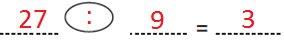 27 : 9 = 3